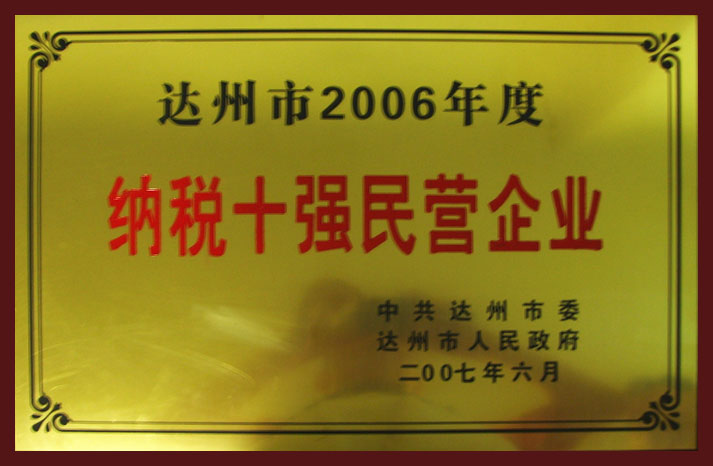 达州市2006年度
纳税十强民营企业
中共达州市委
达州市人民政府
二00七年六月